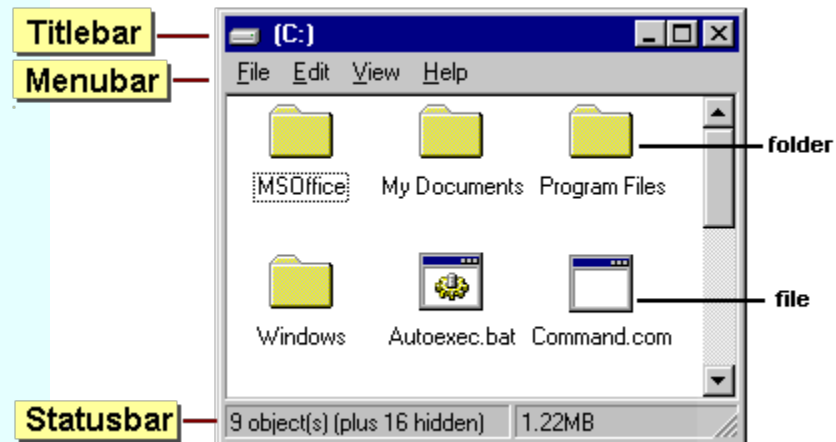 Titlebar
(C:)
Menubar
File Edit View Help
folder
MSOffice My Documents Program Files
file
Windows Autoexec.bat Command.com
Statusbar
9 object(s) (plus 16 hidden) 1.22MB